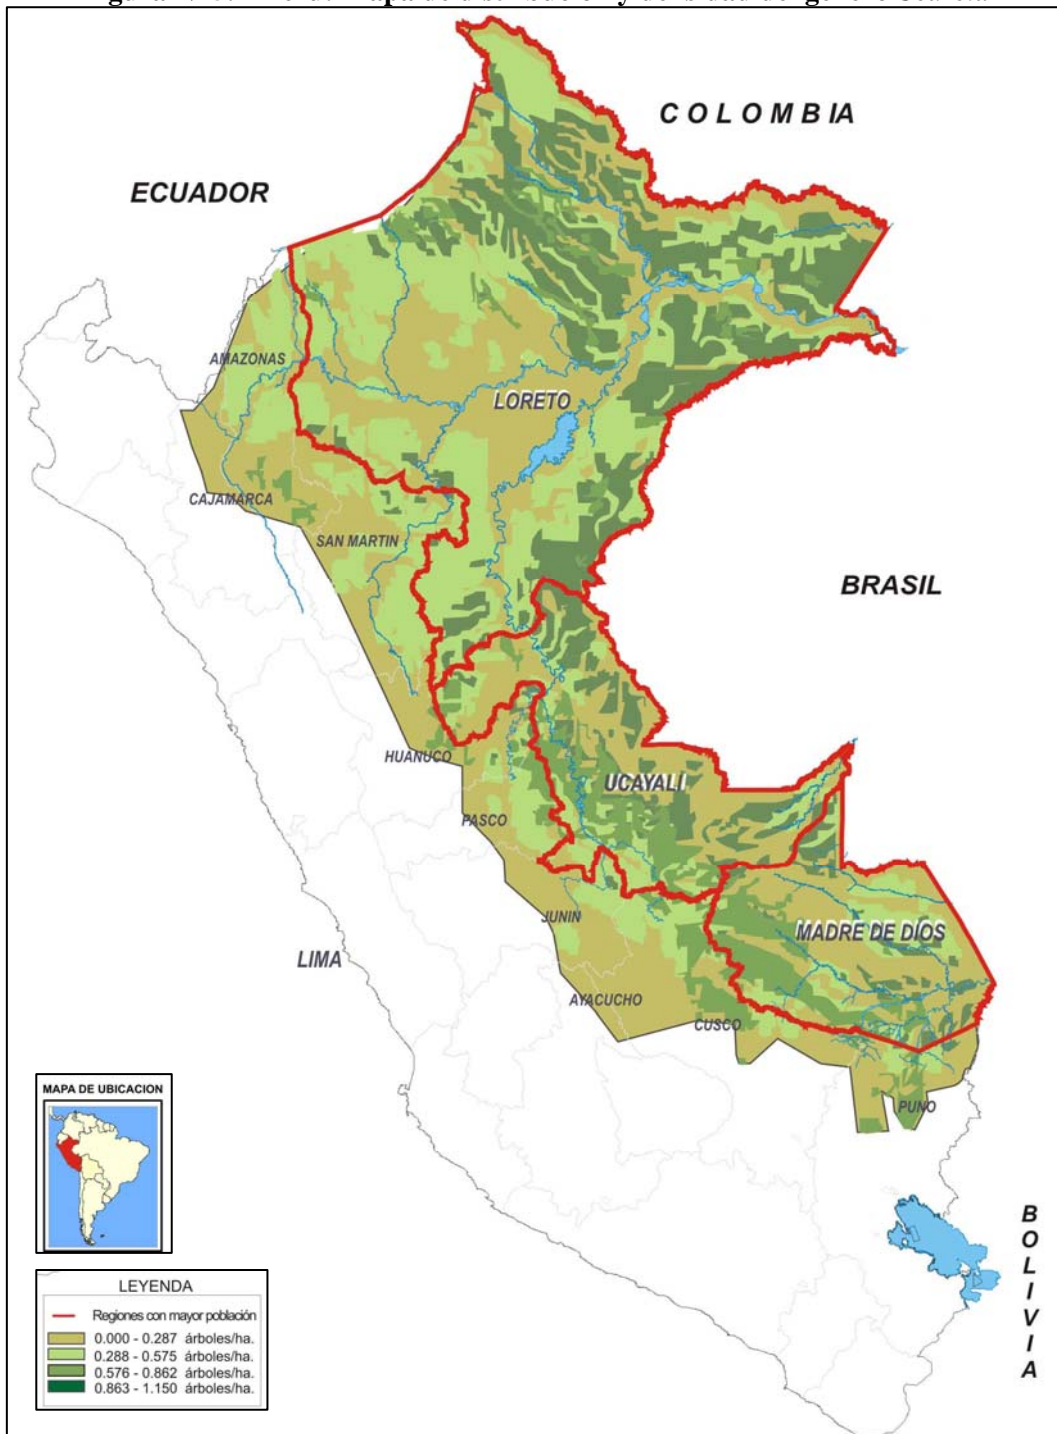 COLOMBIA
ECUADOR
AMAZONAS
LORETO
CAJAMARCA
SAN MARTIN
BRASIL
HUANUCO
UCAYALI
PASCO
JUNIN
MADRE DE DIOS
LIMA
AYACUCHO
CUSCO
PUNO
BOLIVIA
MAPA DE UBICACION
LEYENDA
Regiones con mayor población
0.000 - 0.287 árboles/ha.
0.288 - 0.575 árboles/ha.
0.576 - 0.862 árboles/ha.
0.863 - 1.150 árboles/ha.